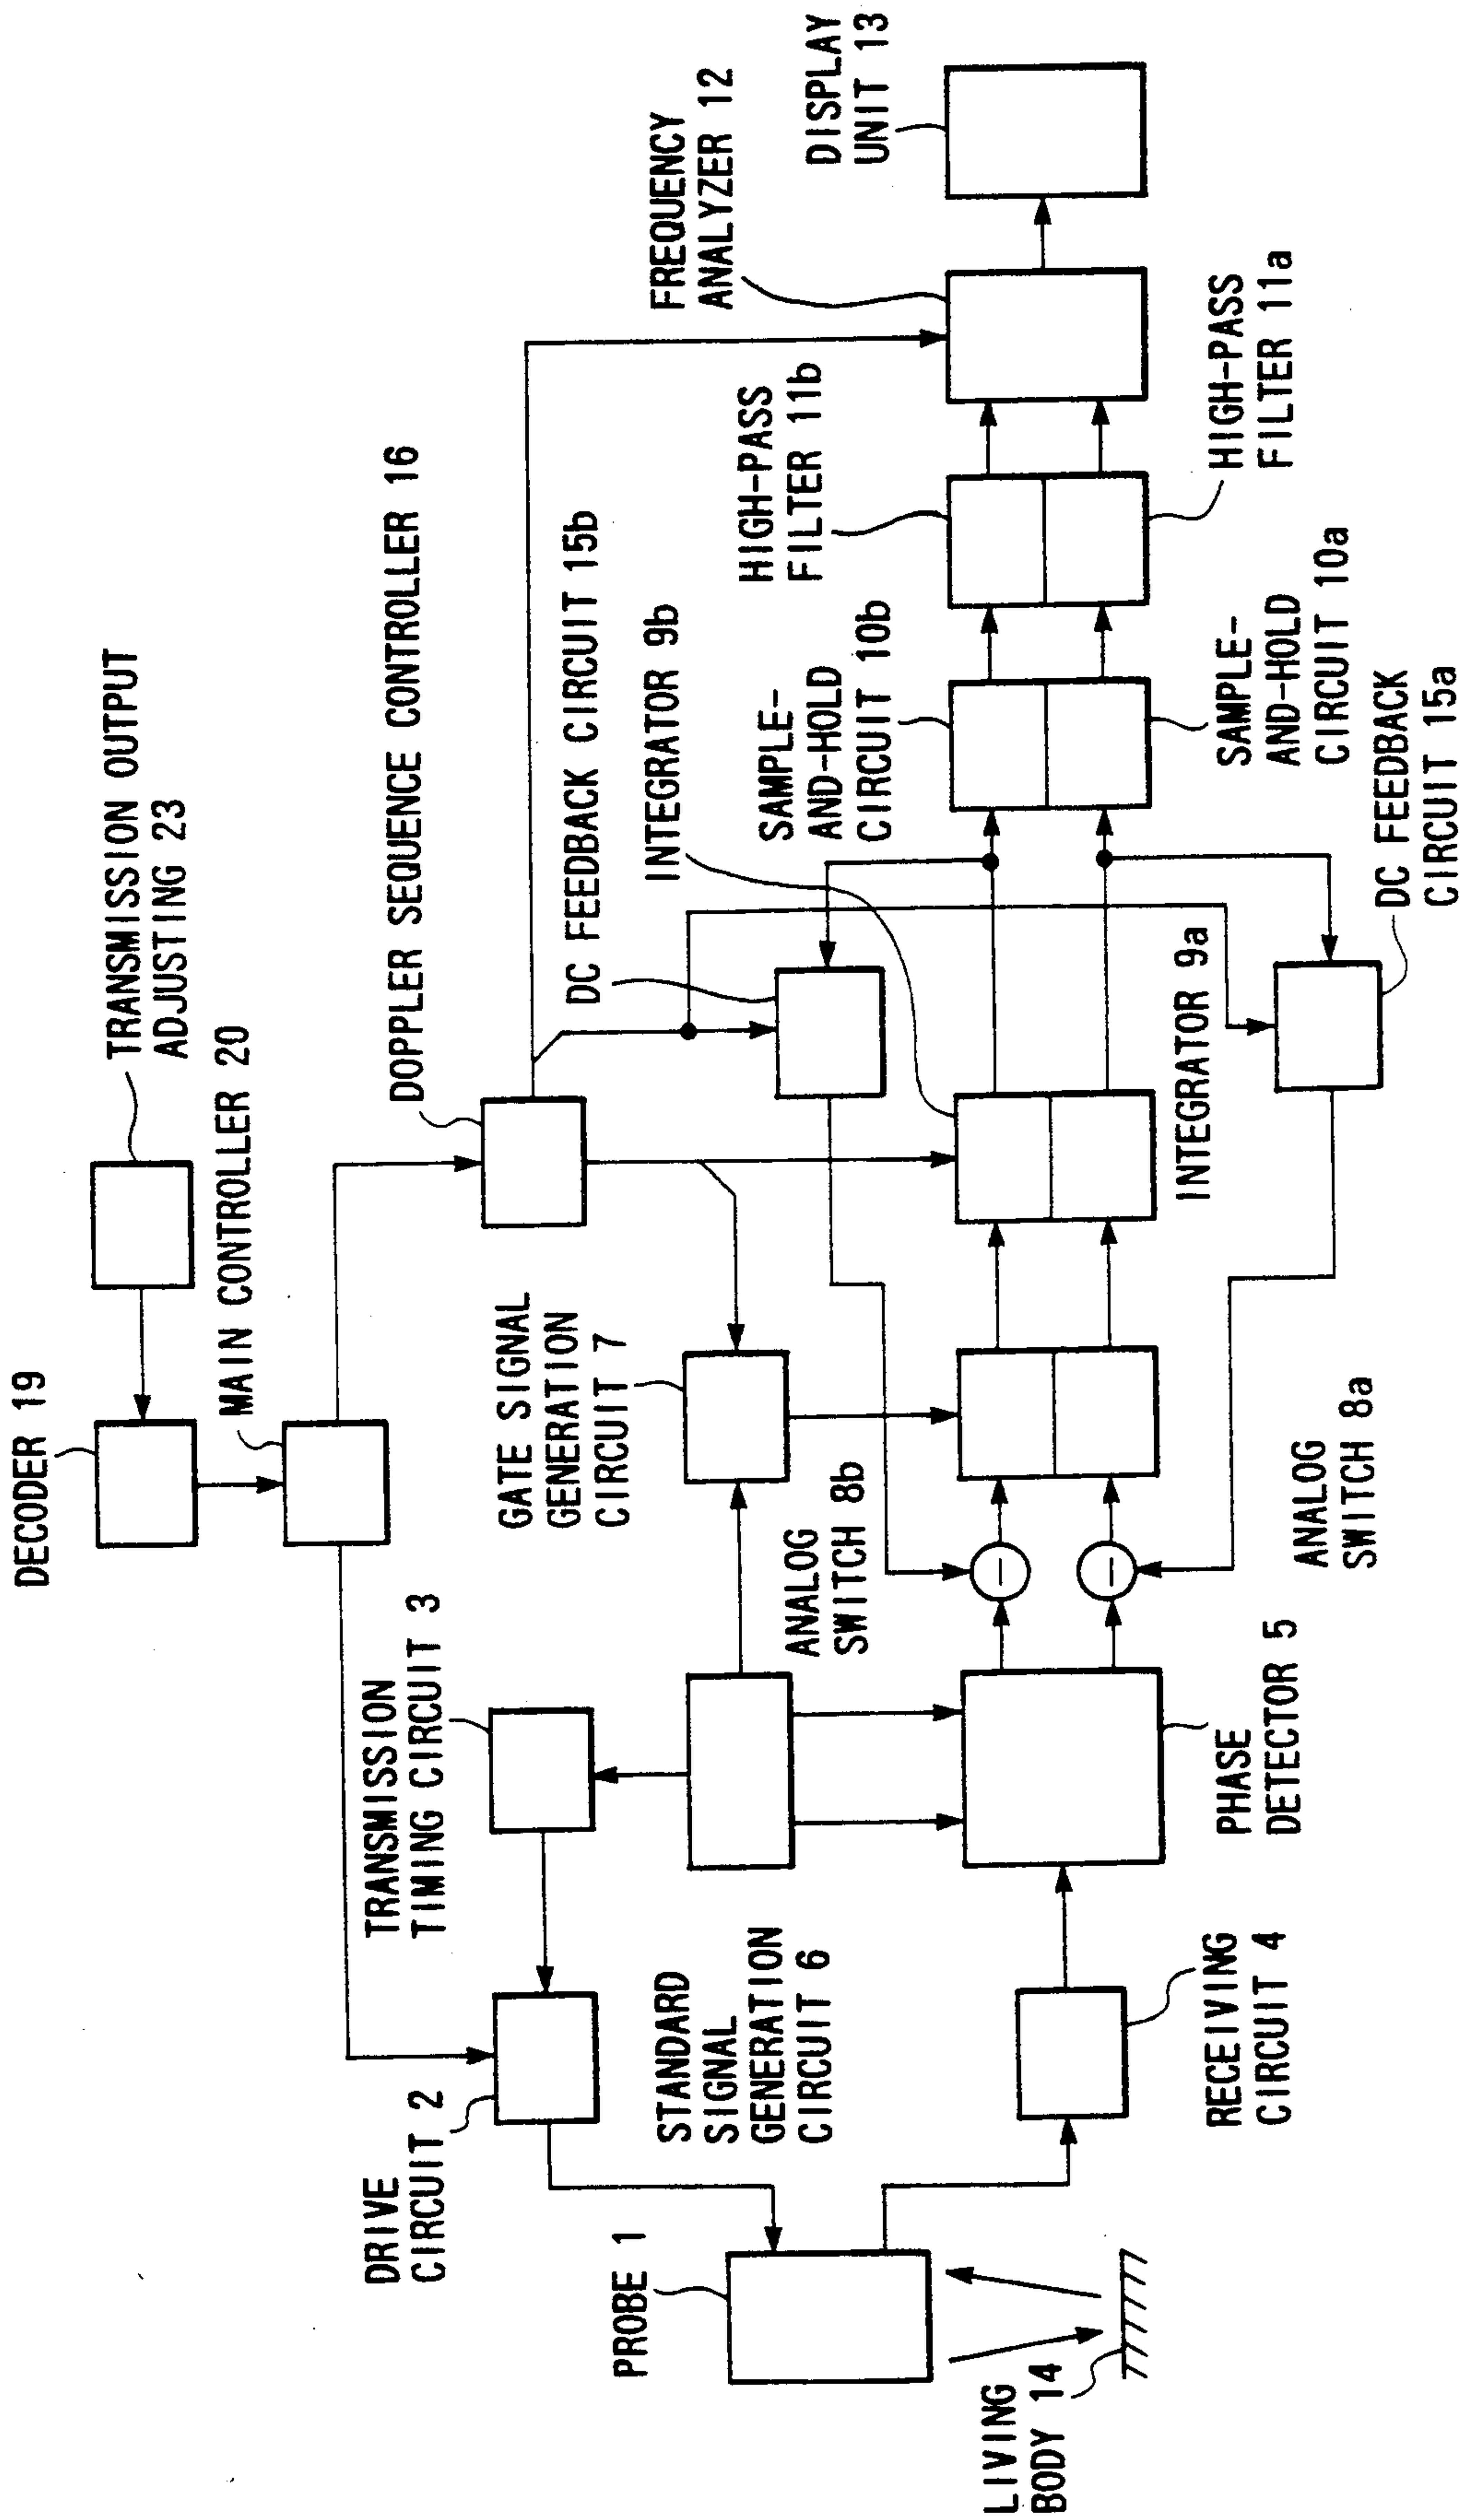 DECODER 19
TRANSMISSION OUTPUT
ADJUSTING 23
MAIN CONTROLLER 20
DOPPLER SEQUENCE CONTROLLER 16
TRANSMISSION
TIMING CIRCUIT 3
DRIVE
CIRCUIT 2
GATE SIGNAL
GENERATION
CIRCUIT 7
DC FEEDBACK CIRCUIT 15b
INTEGRATOR 9b
FREQUENCY
ANALYZER 12
PROBE 1
STANDARD
SIGNAL
GENERATION
CIRCUIT 6
ANALOG
SWITCH 8b
SAMPLE-
AND-HOLD
CIRCUIT 10b
HIGH-PASS
FILTER 11b
DISPLAY
UNIT 13
LIVING
BODY 14
RECEIVING
CIRCUIT 4
PHASE
DETECTOR 5
ANALOG
SWITCH 8a
INTEGRATOR 9a
SAMPLE-
AND-HOLD
CIRCUIT 10a
HIGH-PASS
FILTER 11a
DC FEEDBACK
CIRCUIT 15a